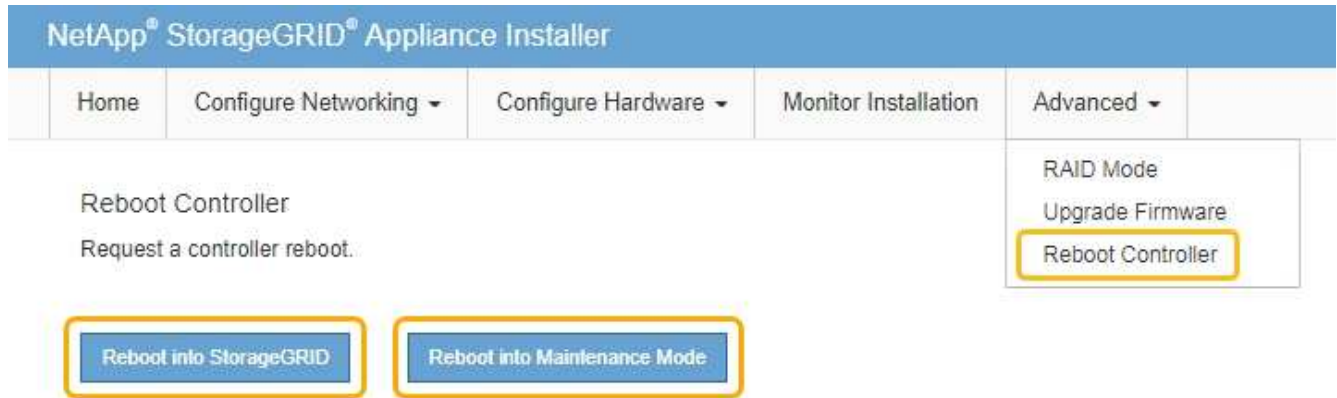 NetApp® StorageGRID® Appliance Installer
Home Configure Networking Configure Hardware Monitor Installation Advanced
RAID Mode
Upgrade Firmware
Reboot Controller
Reboot Controller
Request a controller reboot.
Reboot into StorageGRID Reboot into Maintenance Mode